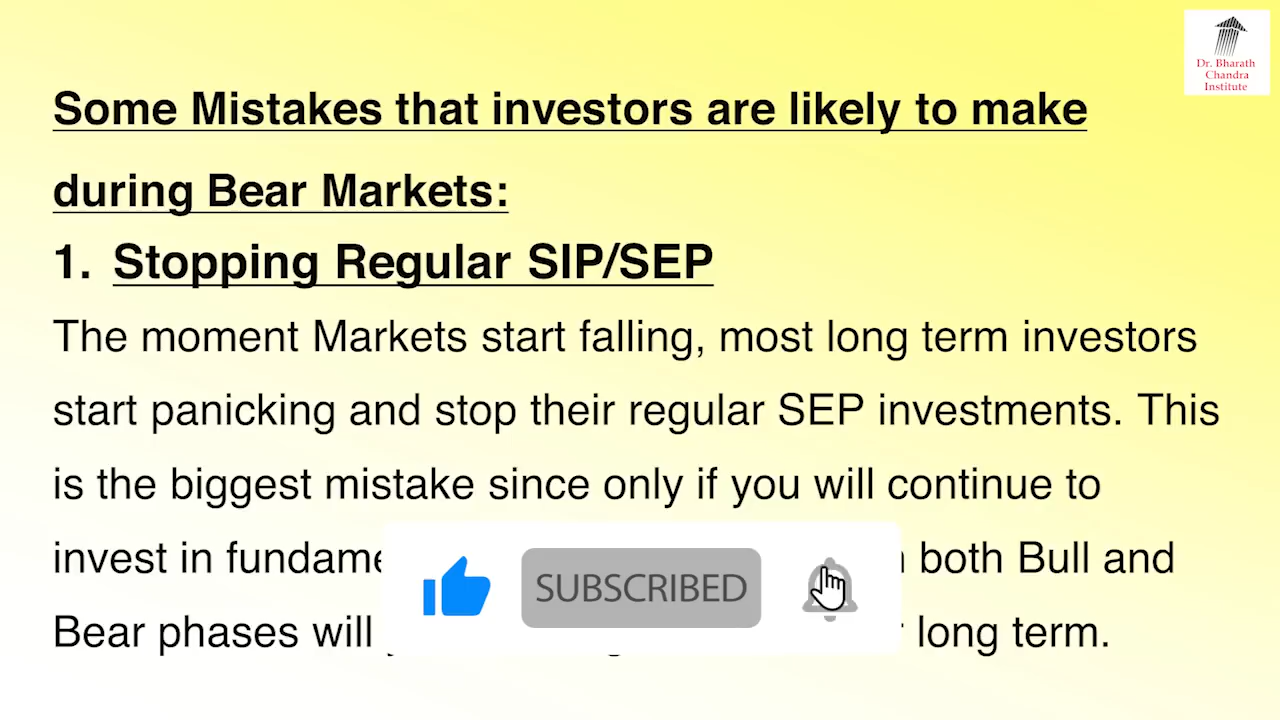 Dr. Bharath
Chandra
Institute
Some Mistakes that investors are likely to make
during Bear Markets:
1. Stopping Regular SIP/SEP
The moment Markets start falling, most long term investors
start panicking and stop their regular SEP investments. This
is the biggest mistake since only if you will continue to
invest in both Bull and
Bear phases will long term.
SUBSCRIBED